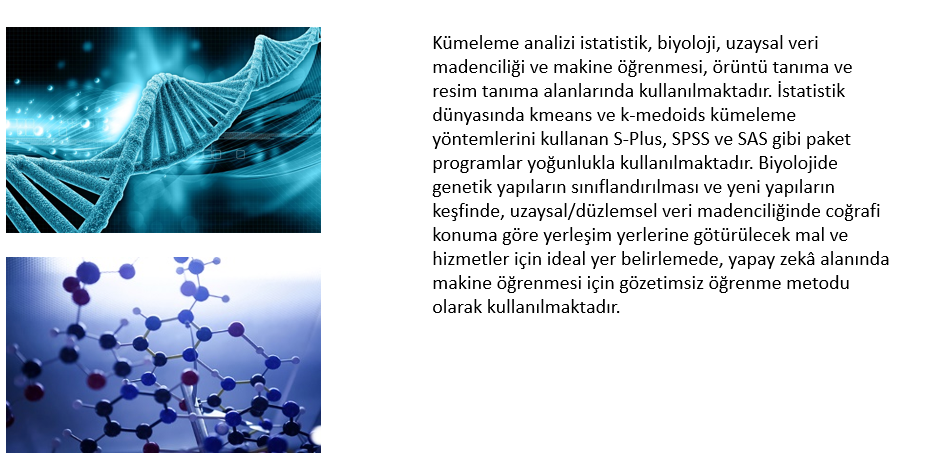 Kümeleme analizi istatistik, biyoloji, uzaysal veri
madenciliği ve makine öğrenmesi, örüntü tanıma ve
resim tanıma alanlarında kullanılmaktadır. İstatistik
dünyasında kmeans ve k-medoids kümeleme
yöntemlerini kullanan S-Plus, SPSS ve SAS gibi paket
programlar yoğunlukla kullanılmaktadır. Biyolojide
genetik yapıların sınıflandırılması ve yeni yapıların
keşfinde, uzaysal/düzlemsel veri madenciliğinde coğrafi
konuma göre yerleşim yerlerine götürülecek mal ve
hizmetler için ideal yer belirlemede, yapay zekâ alanında
makine öğrenmesi için gözetimsiz öğrenme metodu
olarak kullanılmaktadır.